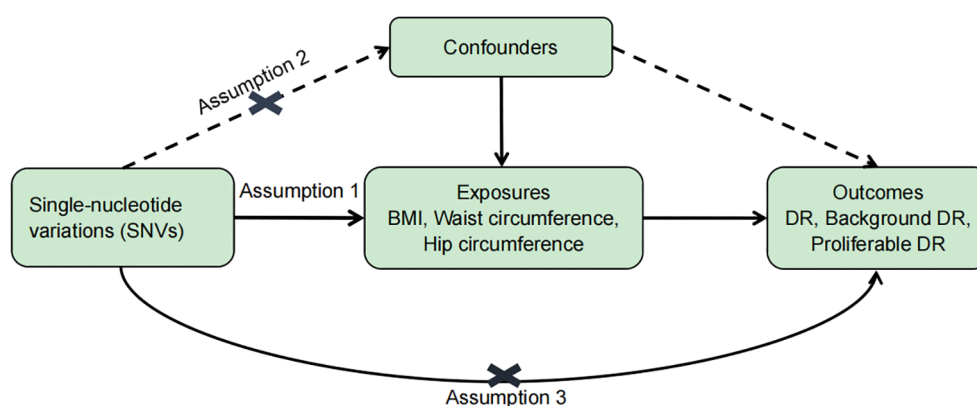 Confounders
Assumption 2
Single-nucleotide
variations (SNVs)
Assumption 1
Exposures
BMI, Waist circumference,
Hip circumference
Outcomes
DR, Background DR,
Proliferable DR
Assumption 3